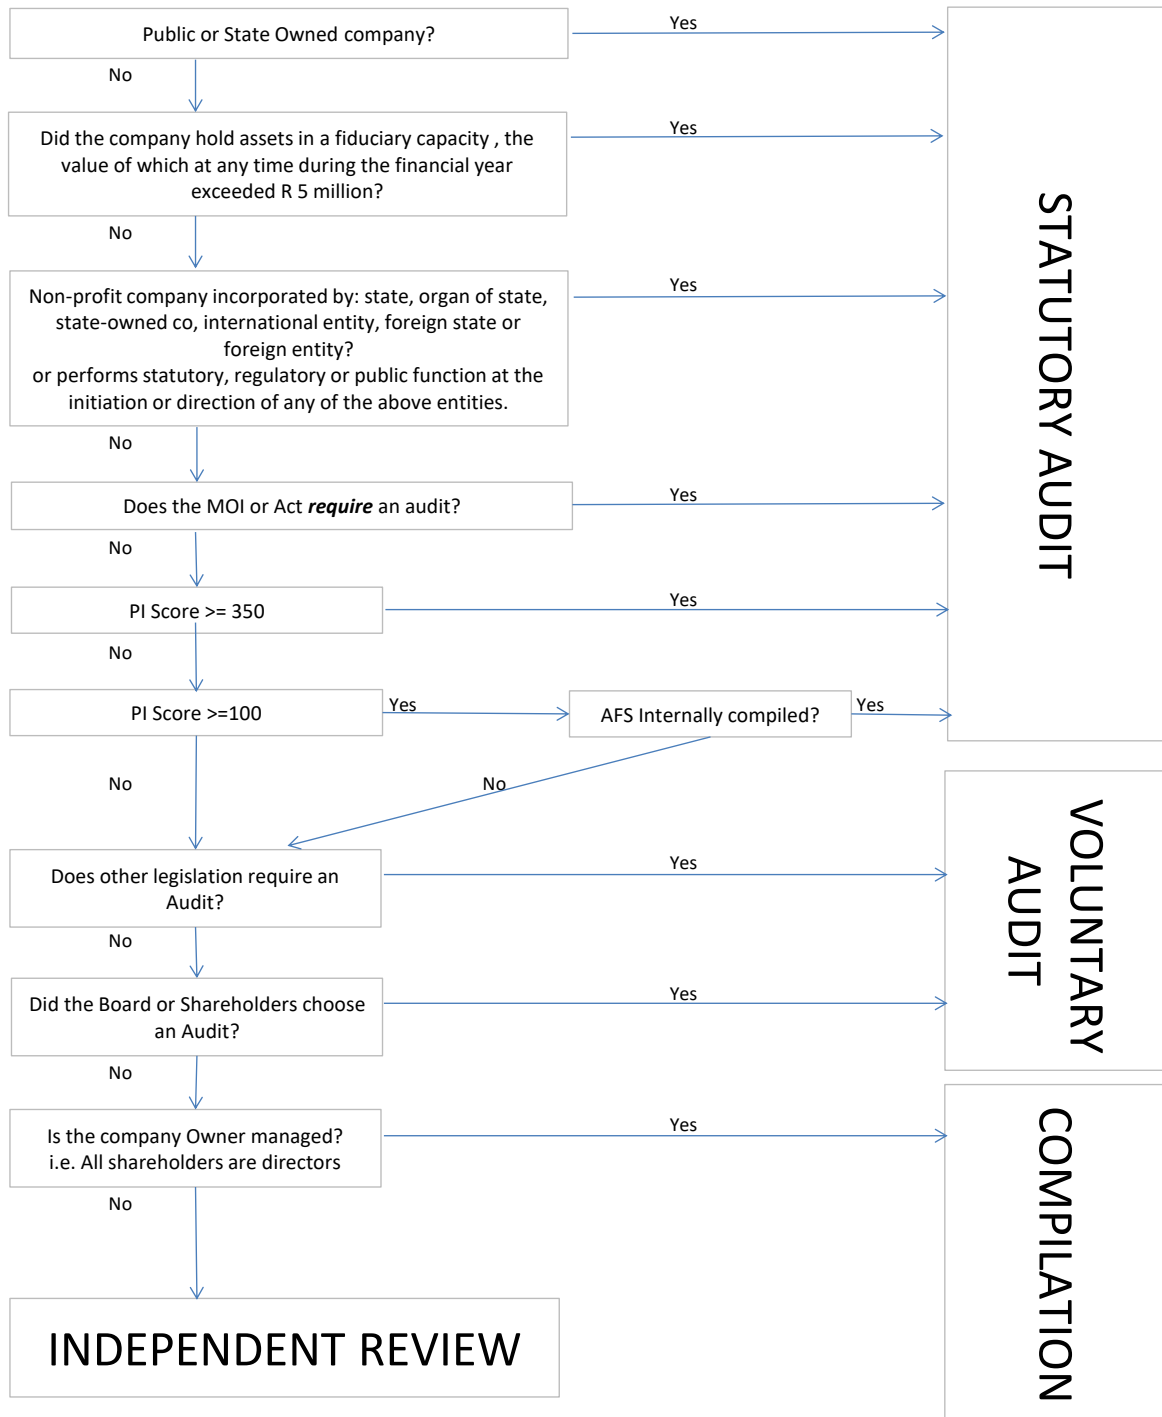 Public or State Owned company?
Yes
No
Did the company hold assets in a fiduciary capacity , the
value of which at any time during the financial year
exceeded R 5 million?
Yes
No
Non-profit company incorporated by: state, organ of state,
state-owned co, international entity, foreign state or
foreign entity?
or performs statutory, regulatory or public function at the
initiation or direction of any of the above entities.
Yes
No
Does the MOI or Act require an audit?
Yes
No
PI Score >= 350
Yes
No
PI Score >=100
Yes
AFS Internally compiled?
Yes
STATUTORY AUDIT
No
No
Does other legislation require an
Audit?
Yes
No
Did the Board or Shareholders choose
an Audit?
Yes
VOLUNTARY
AUDIT
No
Is the company Owner managed?
i.e. All shareholders are directors
Yes
COMPILATION
No
INDEPENDENT REVIEW